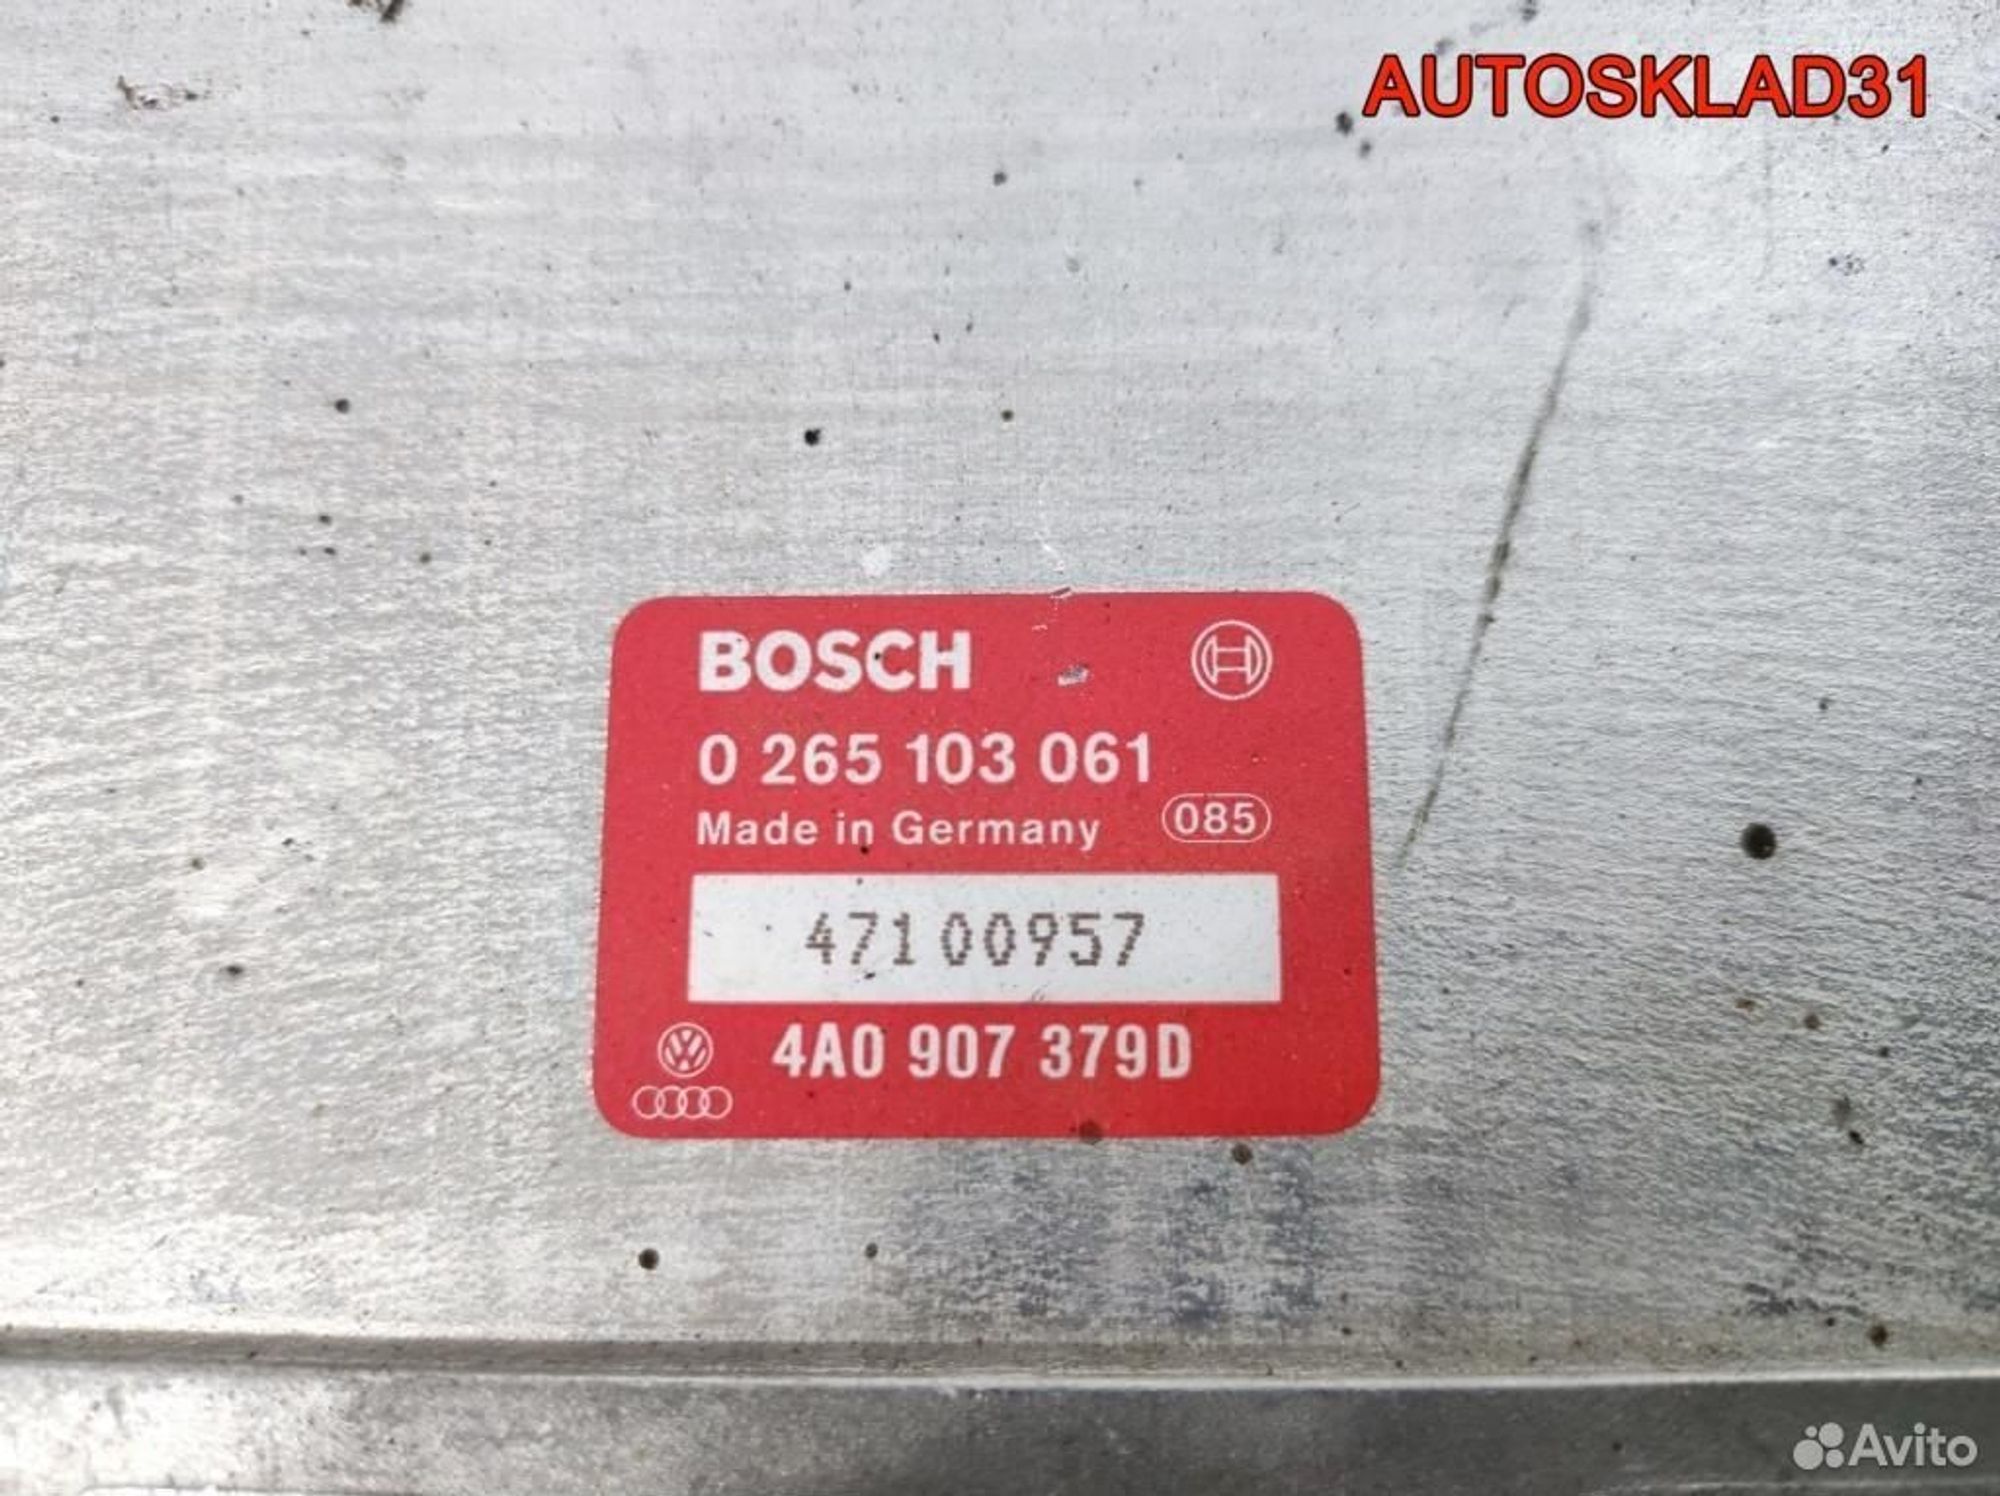 AUTOSKLAD31
BOSCH
0 265 103 061
Made in Germany 085
47100957
4A0 907 379D
Avito